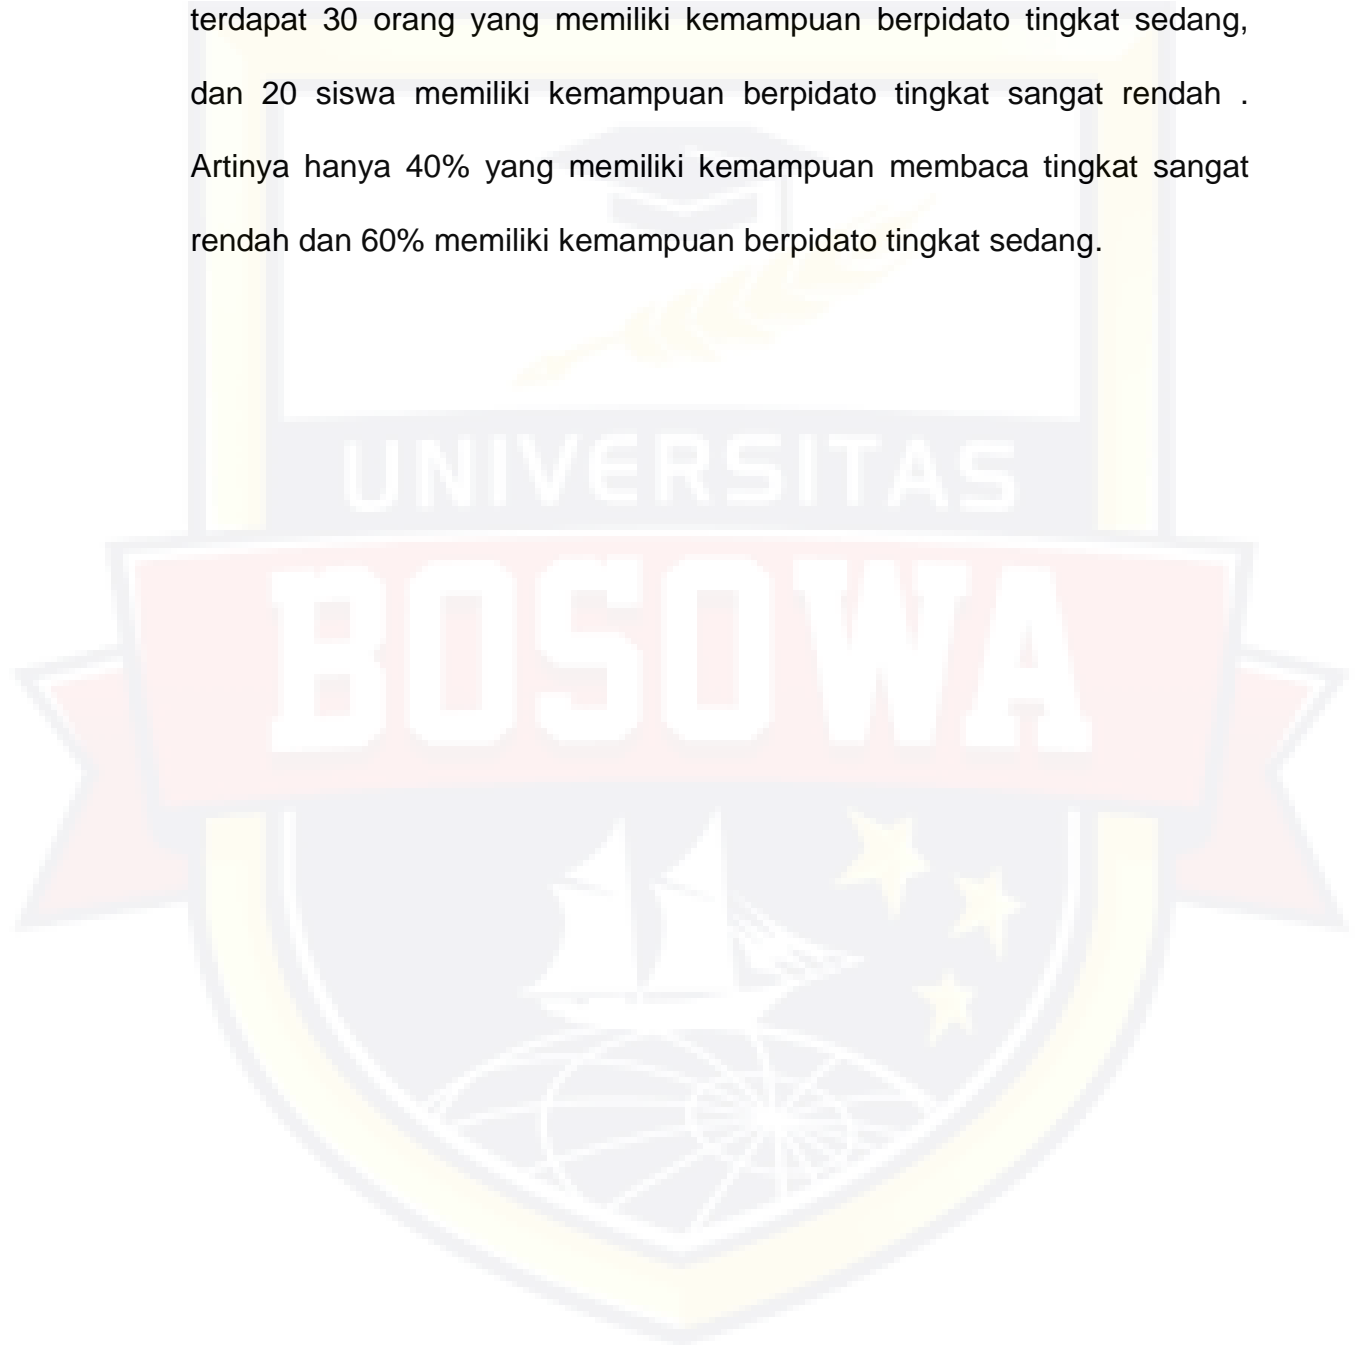 terdapat 30 orang yang memiliki kemampuan berpidato tingkat sedang,
dan 20 siswa memiliki kemampuan berpidato tingkat sangat rendah .
Artinya hanya 40% yang memiliki kemampuan membaca tingkat sangat
rendah dan 60% memiliki kemampuan berpidato tingkat sedang.
UNIVERSITAS
BOSOWA